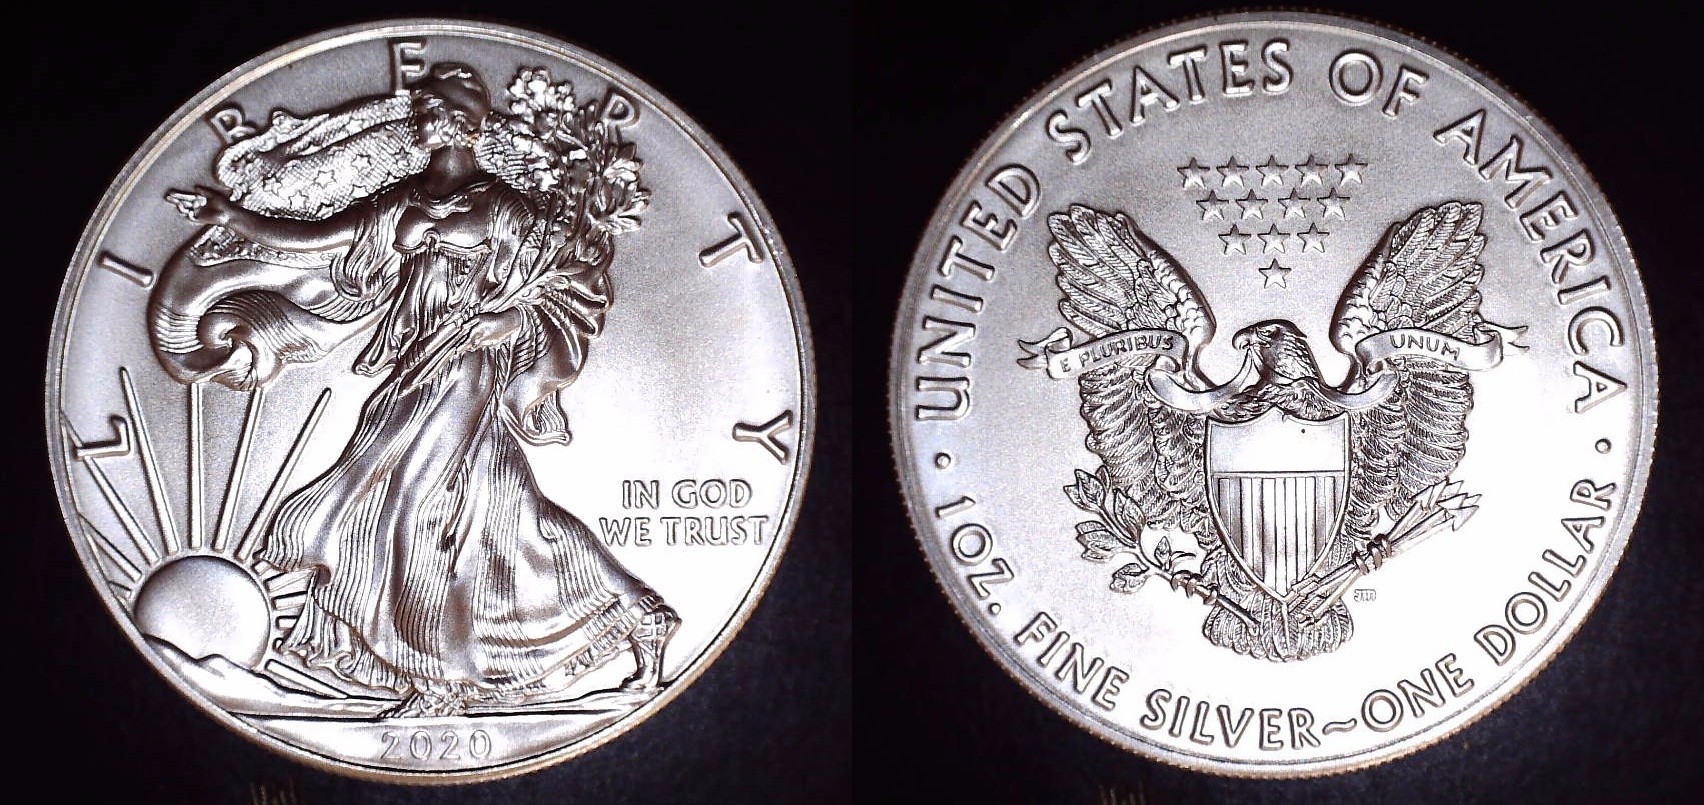 LIBERTY
IN GOD
WE TRUST
2020
UNITED STATES OF AMERICA
E PLURIBUS UNUM
· 1 OZ. FINE SILVER~ONE DOLLAR ·